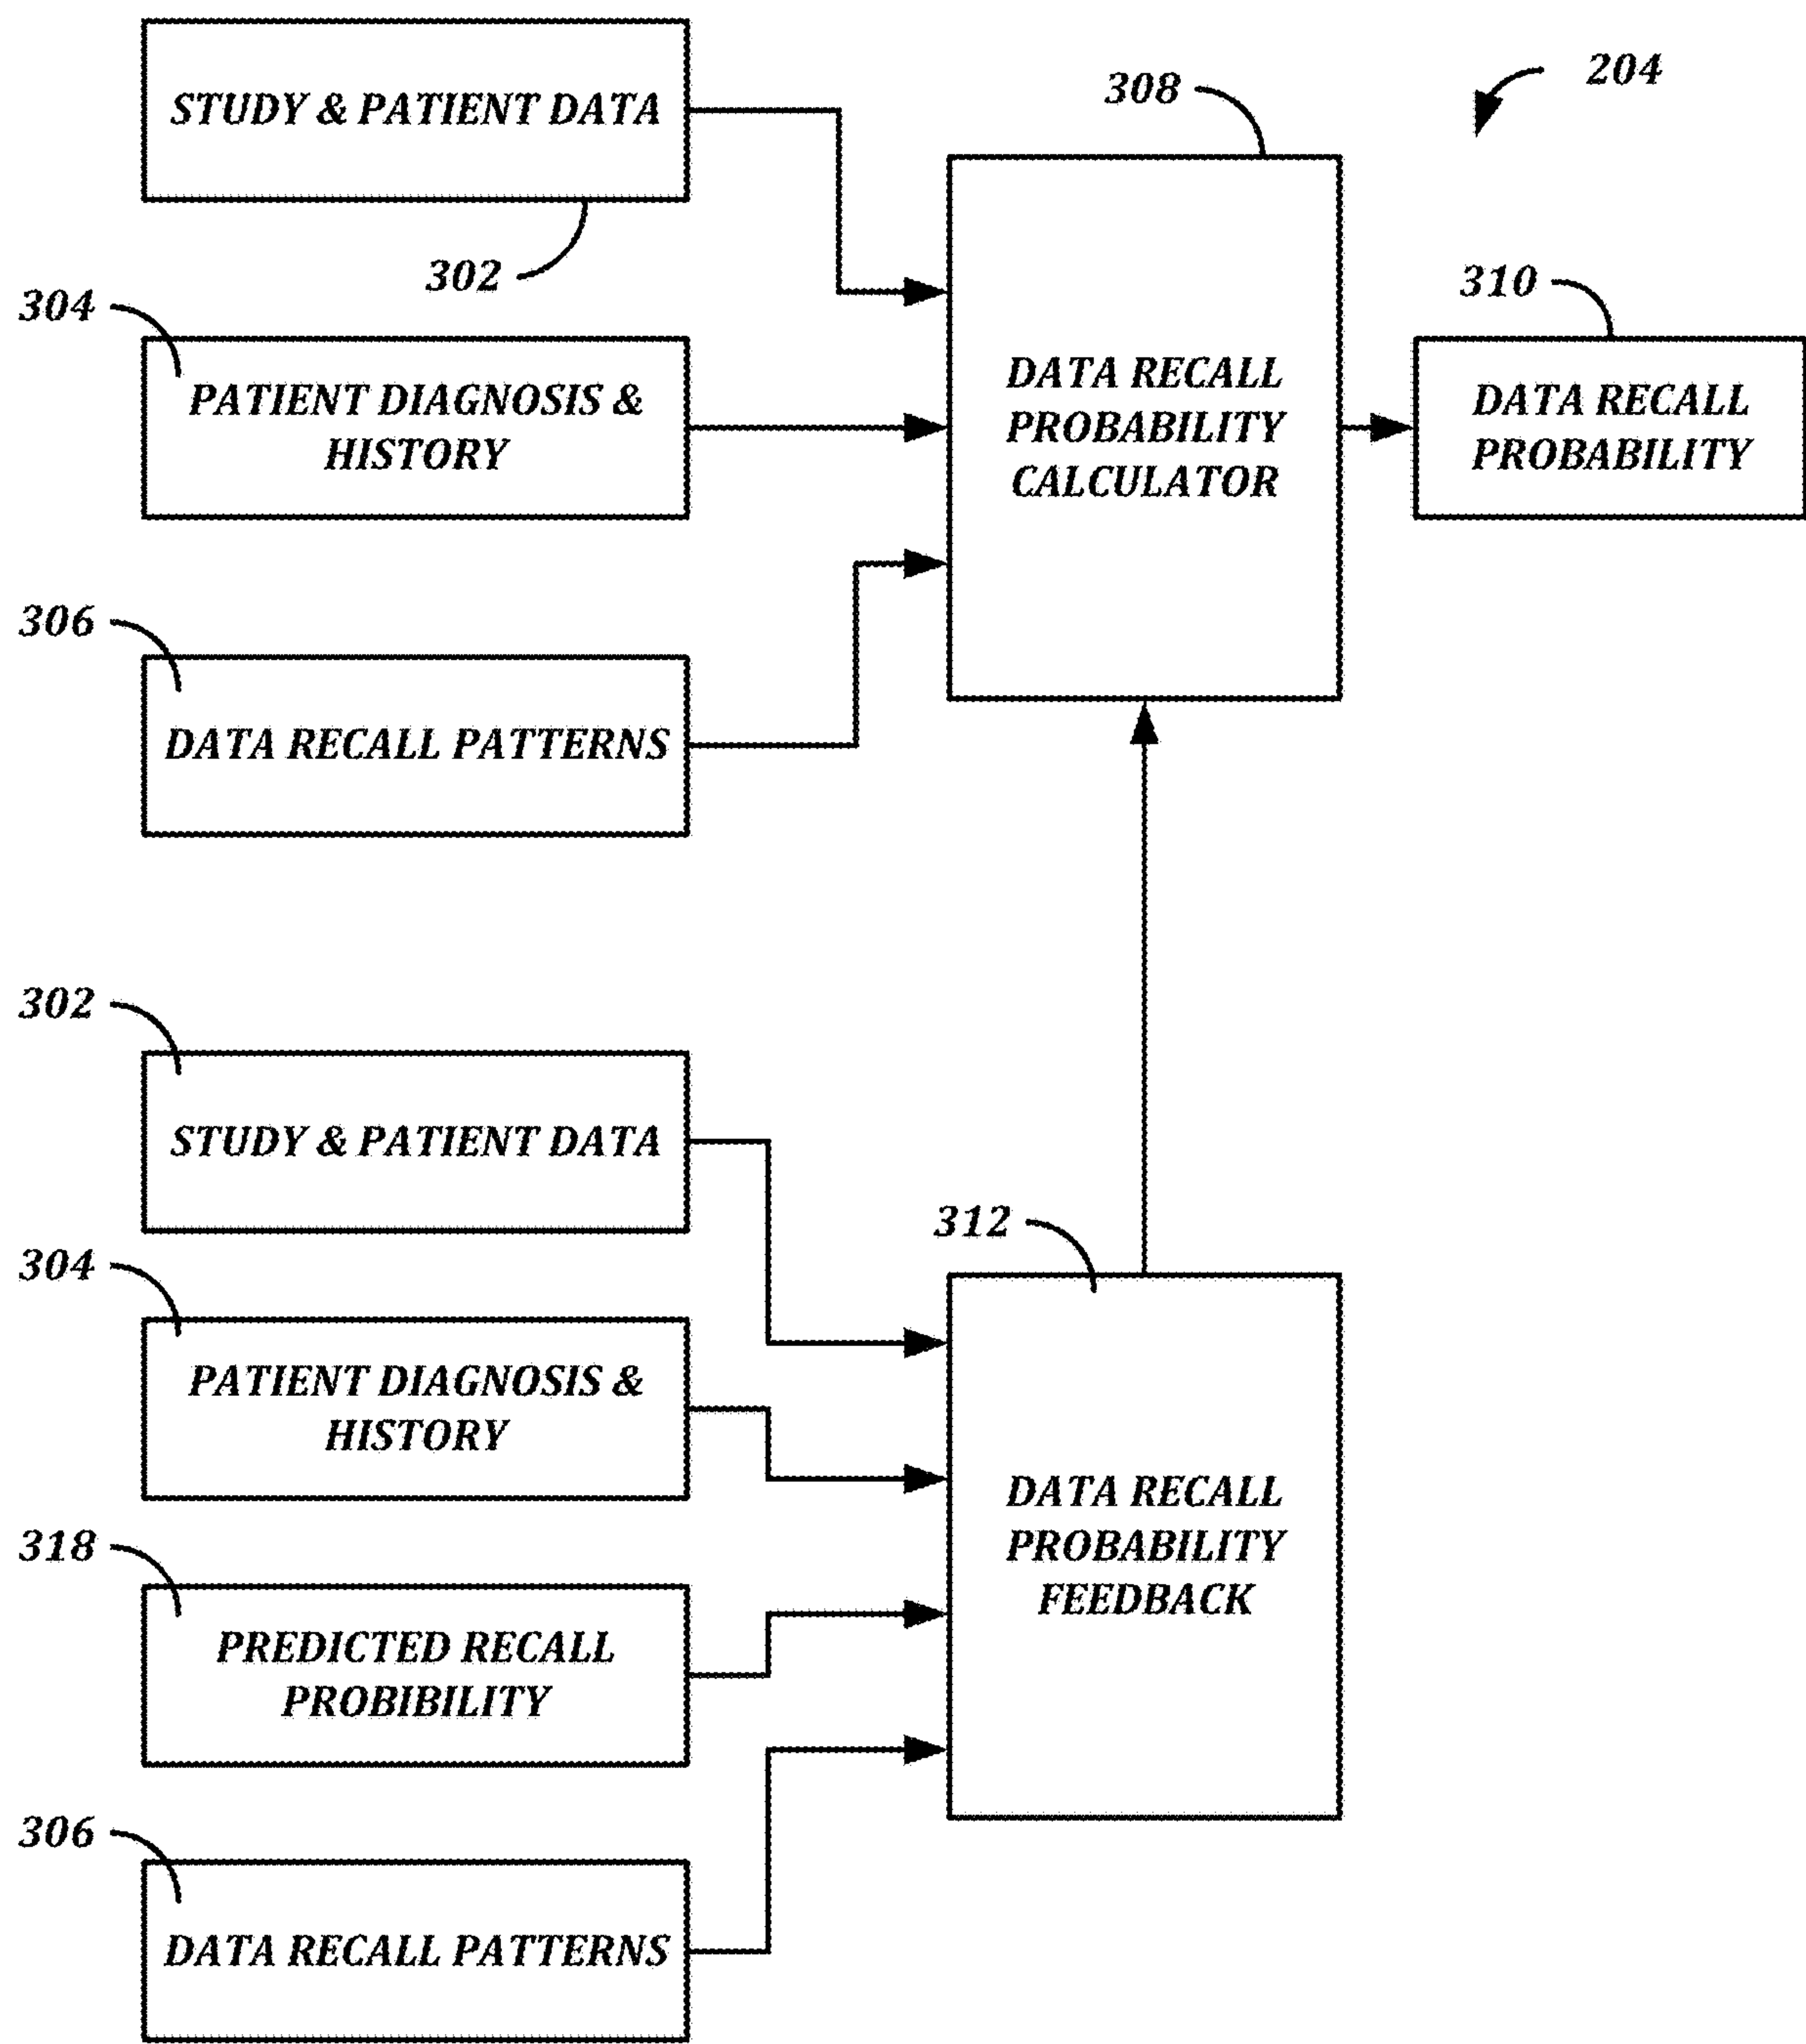 204
308
STUDY & PATIENT DATA
302
310
304
DATA RECALL
PROBABILITY
CALCULATOR
DATA RECALL
PROBABILITY
PATIENT DIAGNOSIS &
HISTORY
306
DATA RECALL PATTERNS
302
STUDY & PATIENT DATA
312
304
PATIENT DIAGNOSIS &
HISTORY
DATA RECALL
PROBABILITY
FEEDBACK
318
PREDICTED RECALL
PROBIBILITY
306
DATA RECALL PATTERNS